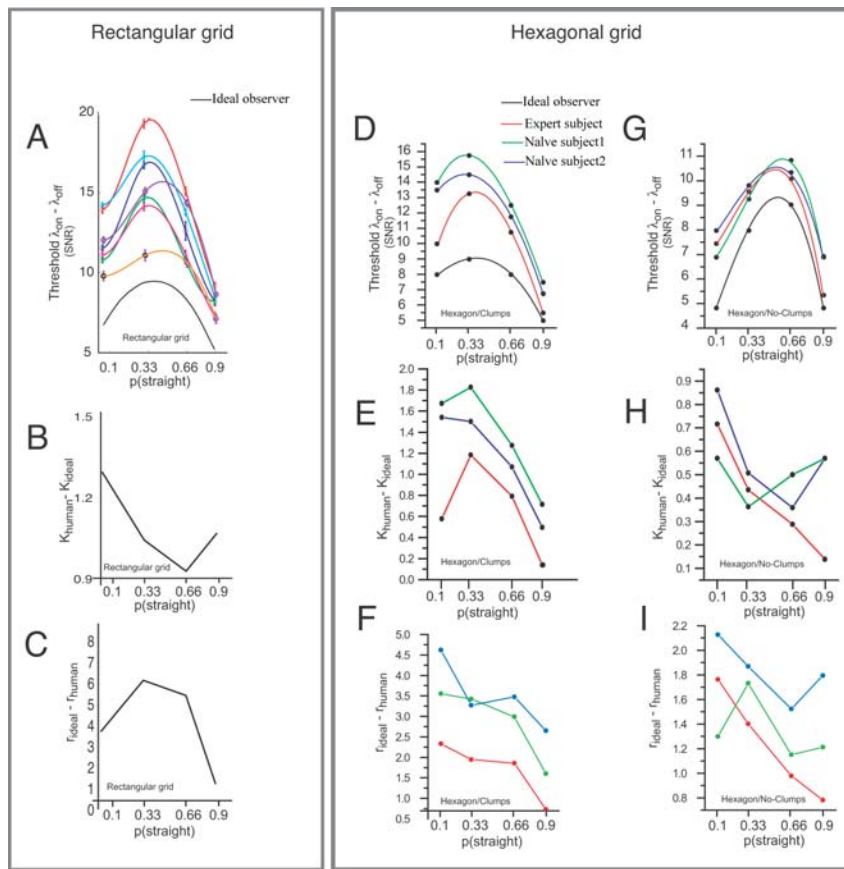 Rectangular grid
Hexagonal grid
A
Ideal observer
20
15
10
5
Threshold λon - λoff
(SNR)
Rectangular grid
0.1 0.33 0.66 0.9
p(straight)
B
1.5
1.2
0.9
Khuman- Kideal
Rectangular grid
0.1 0.33 0.66 0.9
p(straight)
C
8
7
6
5
4
3
2
1
0
rideal - rhuman
Rectangular grid
0.1 0.33 0.66 0.9
p(straight)
D
Ideal observer
Expert subject
Nalve subject1
Nalve subject2
16
15
14
13
12
11
10
9
8
7
6
5
Threshold λon - λoff
(SNR)
Hexagon/Clumps
0.1 0.33 0.66 0.9
p(straight)
E
2.0
1.8
1.6
1.4
1.2
1.0
0.8
0.6
0.4
0.2
0.0
Khuman- Kideal
Hexagon/Clumps
0.1 0.33 0.66 0.9
p(straight)
F
5.0
4.5
4.0
3.5
3.0
2.5
2.0
1.5
1.0
0.5
rideal - rhuman
Hexagon/Clumps
0.1 0.33 0.66 0.9
p(straight)
G
11
10
9
8
7
6
5
4
Threshold λon - λoff
(SNR)
Hexagon/No-Clumps
0.1 0.33 0.66 0.9
p(straight)
H
0.9
0.8
0.7
0.6
0.5
0.4
0.3
0.2
0.1
Khuman- Kideal
Hexagon/No-Clumps
0.1 0.33 0.66 0.9
p(straight)
I
2.2
2.0
1.8
1.6
1.4
1.2
1.0
0.8
rideal - rhuman
Hexagon/No-Clumps
0.1 0.33 0.66 0.9
p(straight)